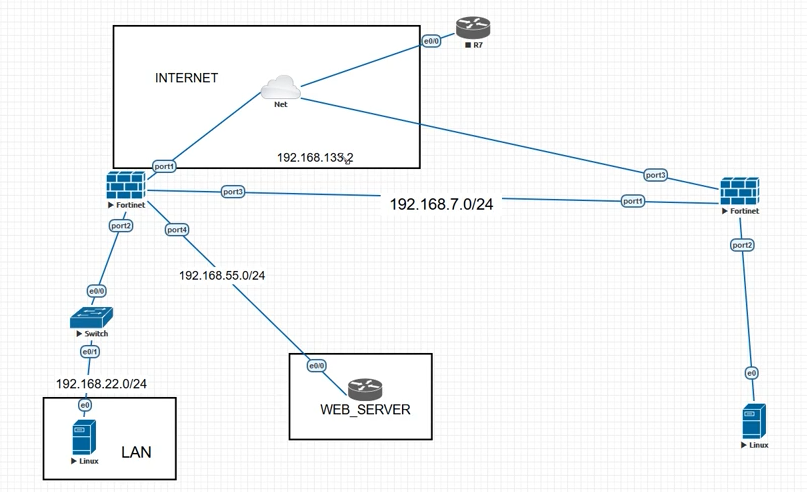 e0/0
R7
INTERNET
Net
192.168.133.2
port1
port3
Fortinet
port3
192.168.7.0/24
port1
Fortinet
port2
port4
port2
192.168.55.0/24
e0/0
Switch
e0/1
e0/0
e0
192.168.22.0/24
e0
WEB_SERVER
LAN
Linux
Linux